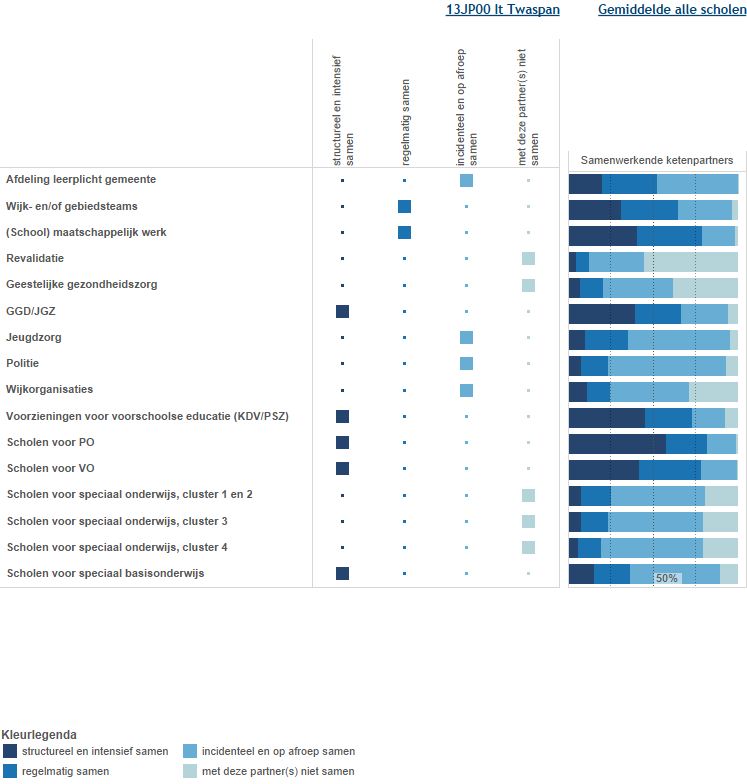 13JP00 It Twaspan
Gemiddelde alle scholen
structureel en intensief
samen
regelmatig samen
incidenteel en op afroep
samen
met deze partner(s) niet
samen
Samenwerkende ketenpartners
Afdeling leerplicht gemeente
Wijk- en/of gebiedsteams
(School) maatschappelijk werk
Revalidatie
Geestelijke gezondheidszorg
GGD/JGZ
Jeugdzorg
Politie
Wijkorganisaties
Voorzieningen voor voorschoolse educatie (KDV/PSZ)
Scholen voor PO
Scholen voor VO
Scholen voor speciaal onderwijs, cluster 1 en 2
Scholen voor speciaal onderwijs, cluster 3
Scholen voor speciaal onderwijs, cluster 4
Scholen voor speciaal basisonderwijs
50%
Kleurlegenda
structureel en intensief samen
incidenteel en op afroep samen
regelmatig samen
met deze partner(s) niet samen